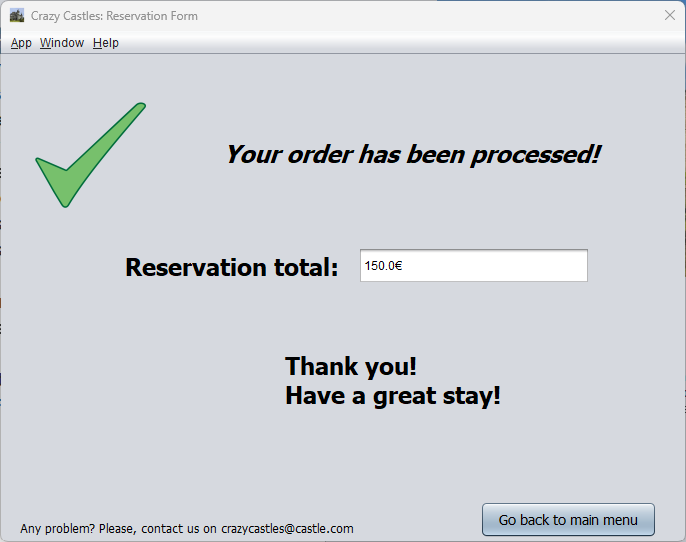 Crazy Castles: Reservation Form
App Window Help
Your order has been processed!
Reservation total: 150.0€
Thank you!
Have a great stay!
Go back to main menu
Any problem? Please, contact us on crazycastles@castle.com